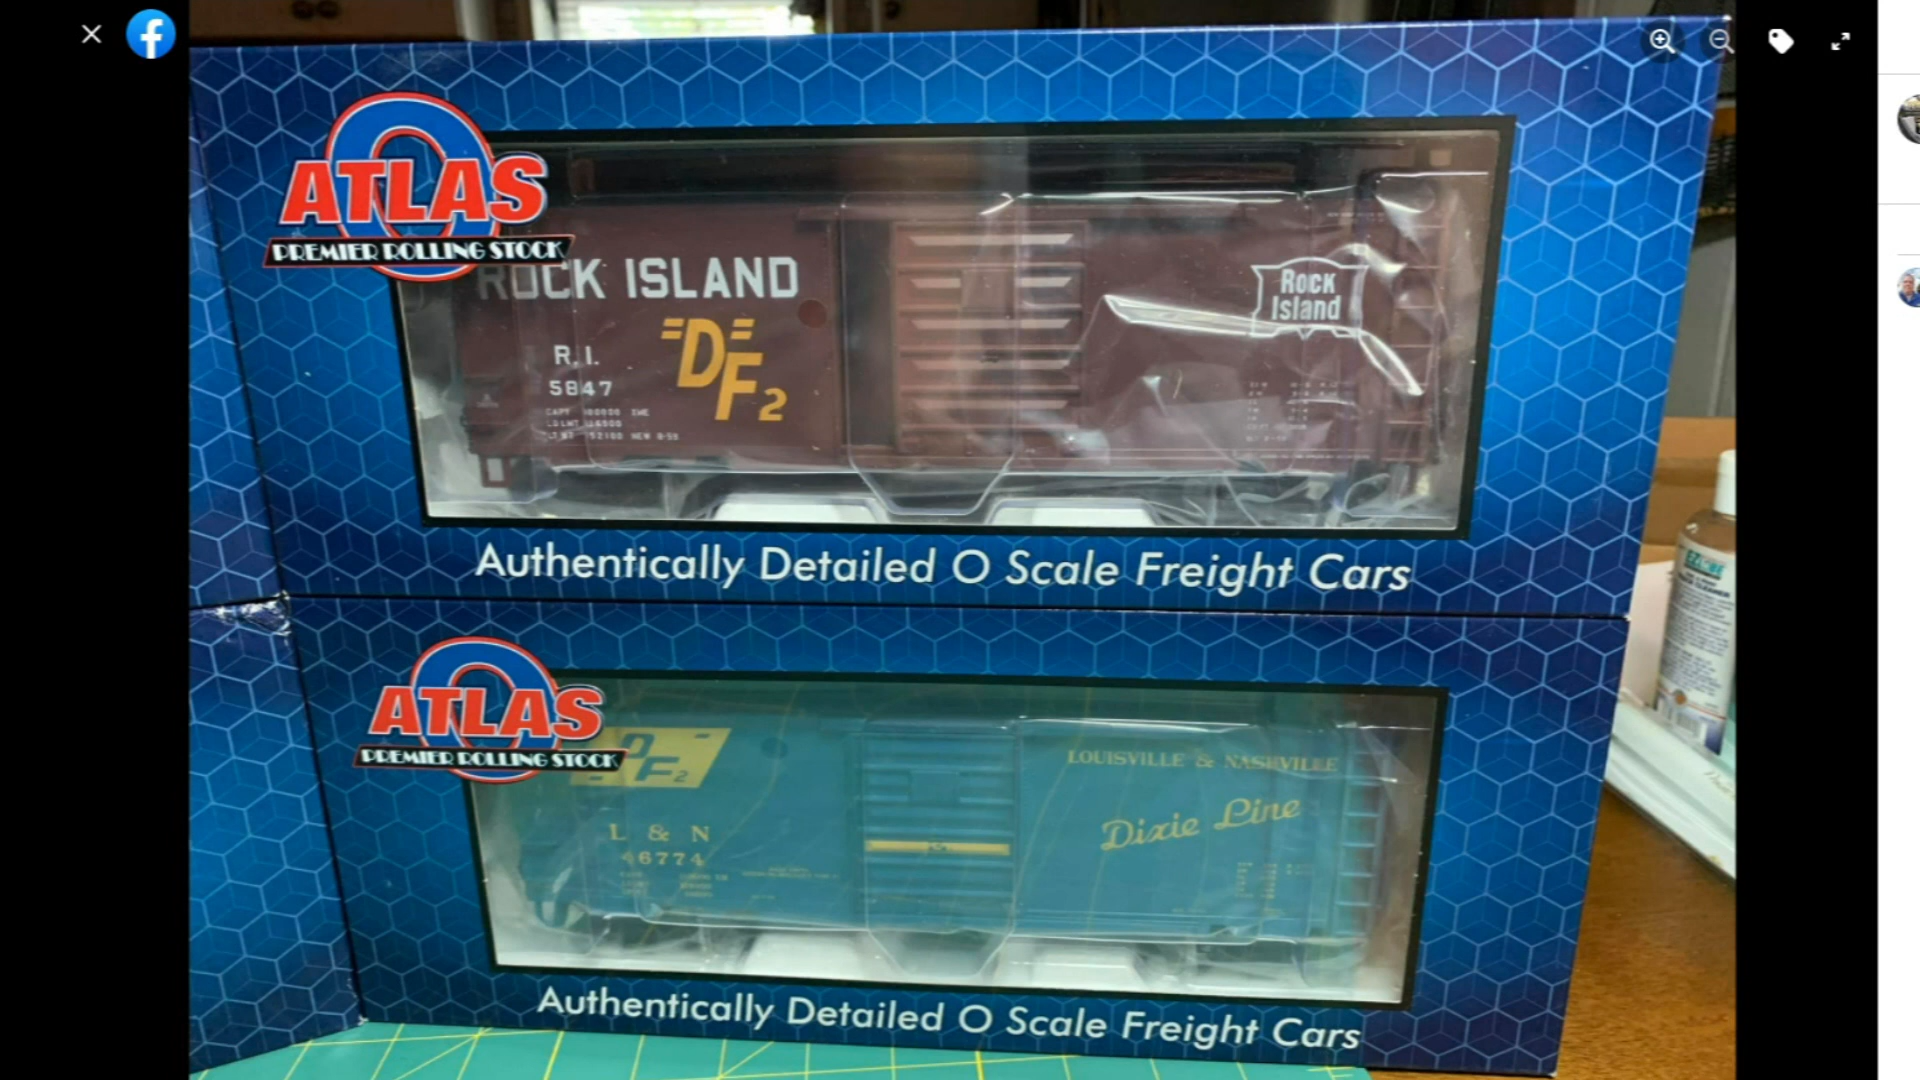 ATLAS
PREMIER ROLLING STOCK
ROCK ISLAND
DF2
R.I.
5847
Rock
Island
Authentically Detailed O Scale Freight Cars
ATLAS
PREMIER ROLLING STOCK
DF2
LOUISVILLE & NASHVILLE
Dixie Line
L & N
46774
Authentically Detailed O Scale Freight Cars